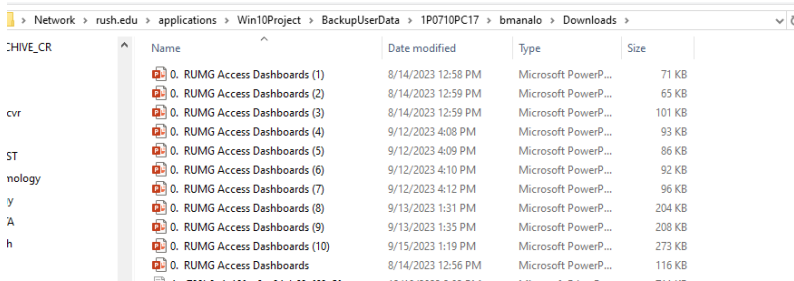 Network > rush.edu > applications > Win10Project > BackupUserData > 1P0710PC17 > bmanalo > Downloads >
CHIVE_CR
Name Date modified Type Size
0. RUMG Access Dashboards (1) 8/14/2023 12:58 PM Microsoft PowerP... 71 KB
0. RUMG Access Dashboards (2) 8/14/2023 12:59 PM Microsoft PowerP... 65 KB
0. RUMG Access Dashboards (3) 8/14/2023 12:59 PM Microsoft PowerP... 101 KB
cvr
0. RUMG Access Dashboards (4) 9/12/2023 4:08 PM Microsoft PowerP... 93 KB
0. RUMG Access Dashboards (5) 9/12/2023 4:09 PM Microsoft PowerP... 86 KB
ST
0. RUMG Access Dashboards (6) 9/12/2023 4:10 PM Microsoft PowerP... 92 KB
nology
0. RUMG Access Dashboards (7) 9/12/2023 4:12 PM Microsoft PowerP... 96 KB
y
0. RUMG Access Dashboards (8) 9/13/2023 1:31 PM Microsoft PowerP... 204 KB
A
0. RUMG Access Dashboards (9) 9/13/2023 1:35 PM Microsoft PowerP... 208 KB
h
0. RUMG Access Dashboards (10) 9/15/2023 1:19 PM Microsoft PowerP... 273 KB
0. RUMG Access Dashboards 8/14/2023 12:56 PM Microsoft PowerP... 116 KB